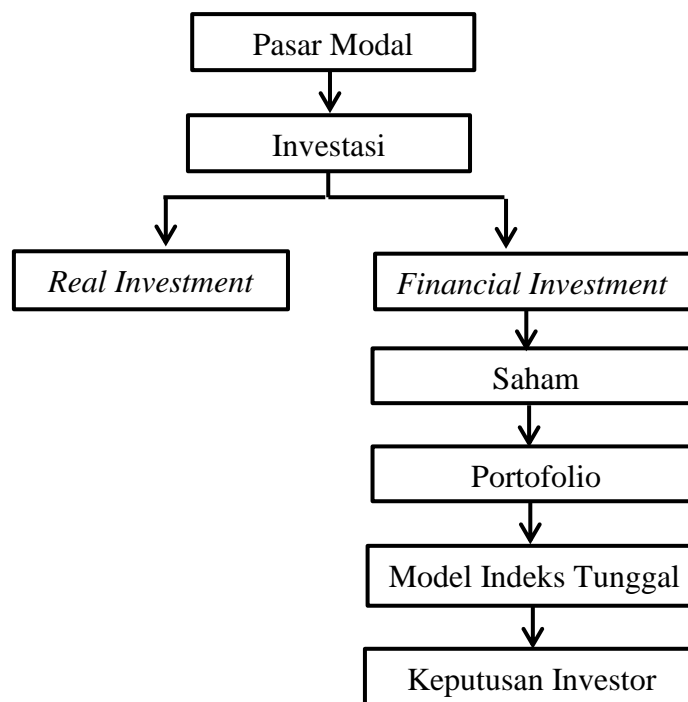 Pasar Modal
Investasi
Real Investment
Financial Investment
Saham
Portofolio
Model Indeks Tunggal
Keputusan Investor